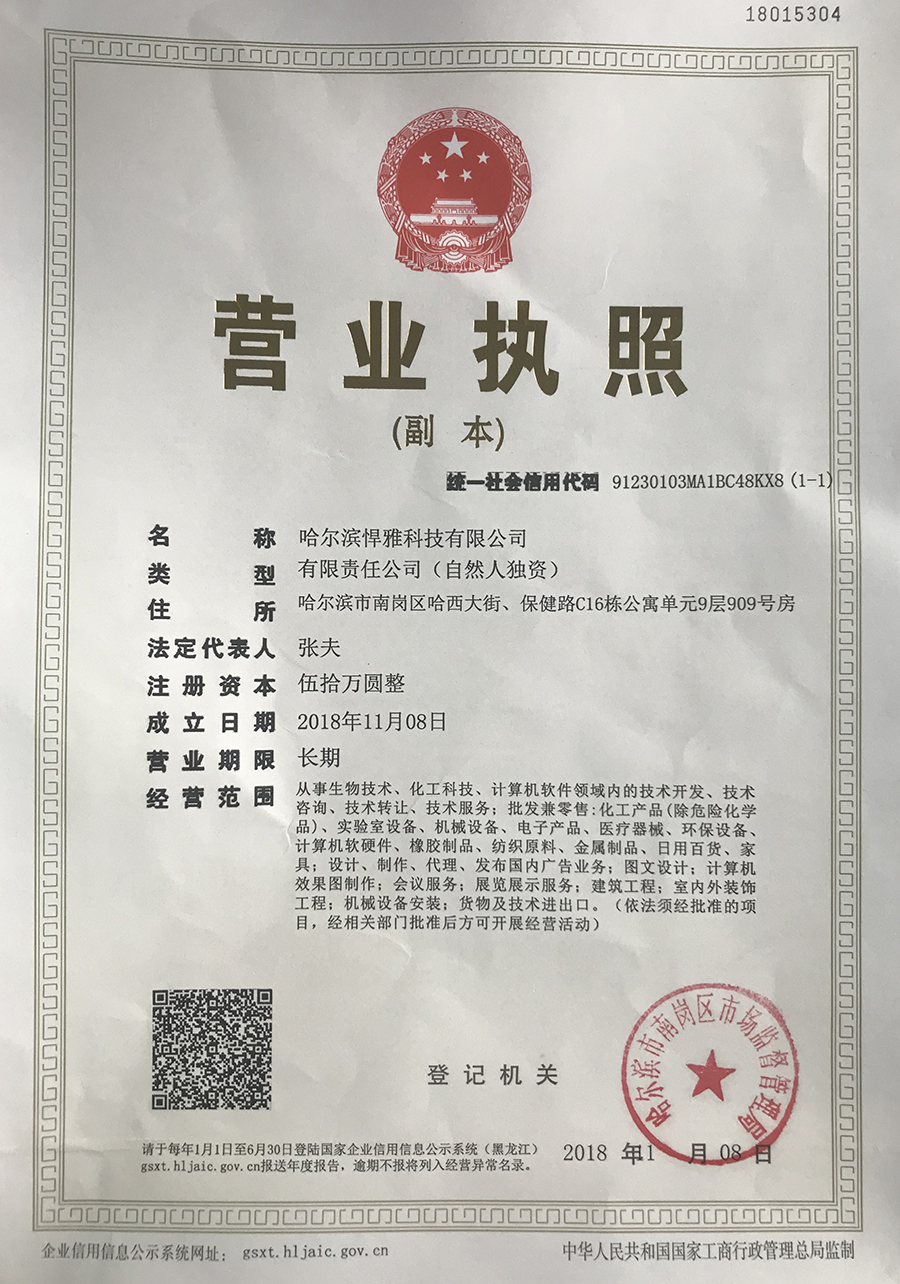 18015304
营业执照
(副 本)
统一社会信用代码 91230103MA1BC48KX8 (1-1)
名 称 哈尔滨悍雅科技有限公司
类 型 有限责任公司（自然人独资）
住 所 哈尔滨市南岗区哈西大街、保健路C16栋公寓单元9层909号房
法定代表人 张夫
注 册 资 本 伍拾万圆整
成 立 日 期 2018年11月08日
营 业 期 限 长期
经 营 范 围 从事生物技术、化工科技、计算机软件领域内的技术开发、技术
咨询、技术转让、技术服务；批发兼零售:化工产品(除危险化学
品)、实验室设备、机械设备、电子产品、医疗器械、环保设备、
计算机软硬件、橡胶制品、纺织原料、金属制品、日用百货、家
具；设计、制作、代理、发布国内广告业务；图文设计；计算机
效果图制作；会议服务；展览展示服务；建筑工程；室内外装饰
工程；机械设备安装；货物及技术进出口。（依法须经批准的项
目，经相关部门批准后方可开展经营活动）
登 记 机 关
哈尔滨市南岗区市场监督管理局
2018 年1 月 08 日
请于每年1月1日至6月30日登陆国家企业信用信息公示系统（黑龙江）
gsxt.hljaic.gov.cn报送年度报告，逾期不报将列入经营异常名录。
企业信用信息公示系统网址： gsxt.hljaic.gov.cn
中华人民共和国国家工商行政管理总局监制